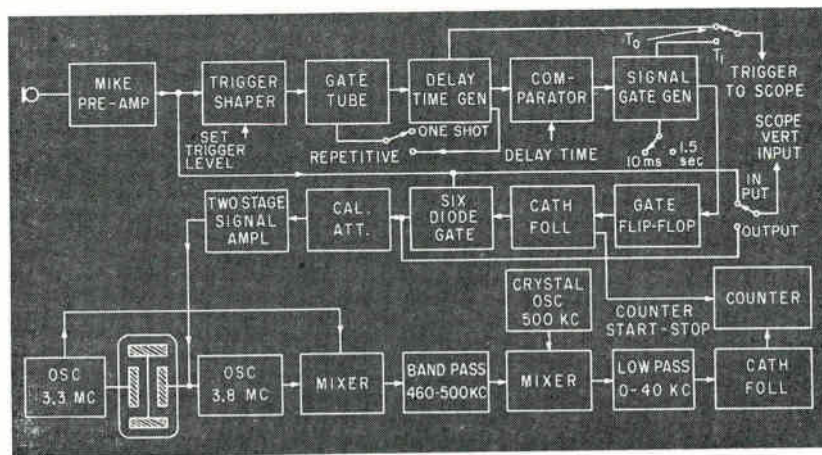 MIKE
PRE-AMP
TRIGGER
SHAPER
SET
TRIGGER
LEVEL
GATE
TUBE
DELAY
TIME GEN
ONE SHOT
REPETITIVE
COM-
PARATOR
DELAY TIME
SIGNAL
GATE GEN
10 ms
1.5
sec
To
Ti
TRIGGER
TO SCOPE
SCOPE
VERT
INPUT
IN
PUT
OUTPUT
TWO STAGE
SIGNAL
AMPL
CAL.
ATT.
SIX
DIODE
GATE
CATH
FOLL
GATE
FLIP-FLOP
CRYSTAL
OSC
500 KC
COUNTER
START-STOP
COUNTER
OSC
3.3 MC
OSC
3.8 MC
MIXER
BAND PASS
460-500KC
MIXER
LOW PASS
0-40 KC
CATH
FOLL